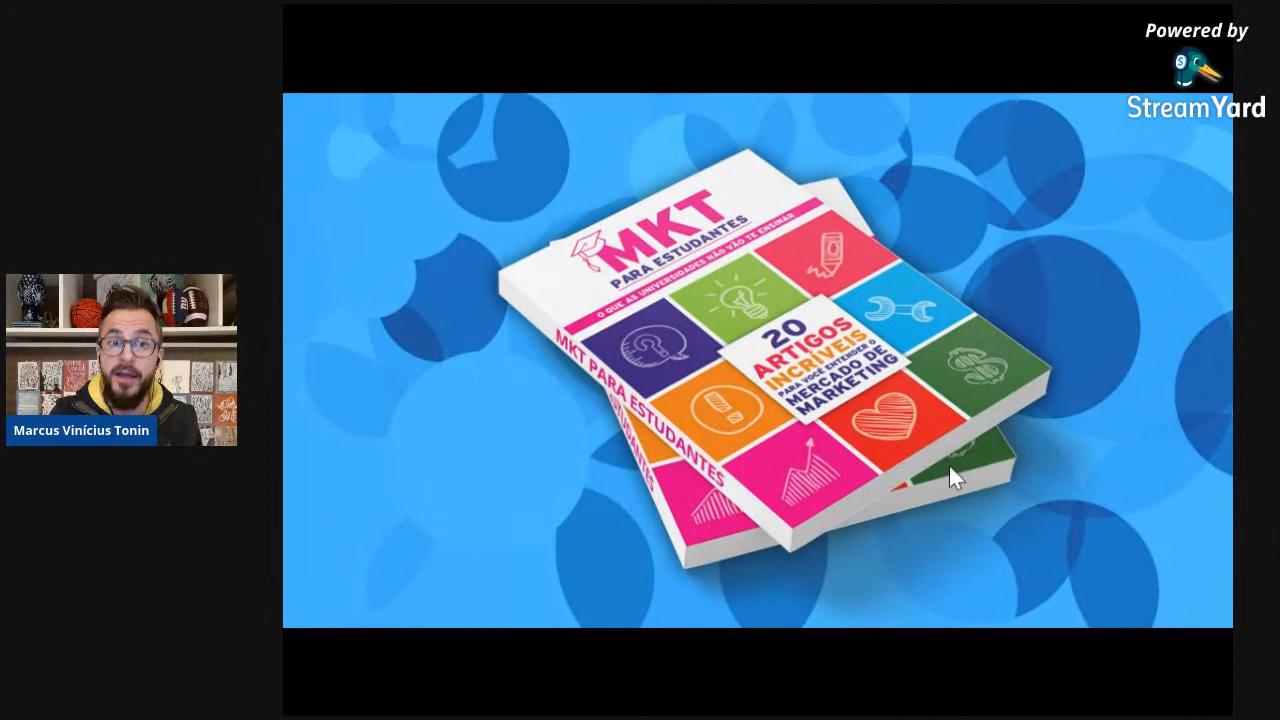 Powered by
StreamYard
MKT
PARA ESTUDANTES
O QUE AS UNIVERSIDADES NÃO VÃO TE ENSINAR
20
ARTIGOS
INCRÍVEIS
PARA VOCÊ ENTENDER O
MERCADO DE
MARKETING
MKT PARA ESTUDANTES
ESTUDANTES
Marcus Vinícius Tonin